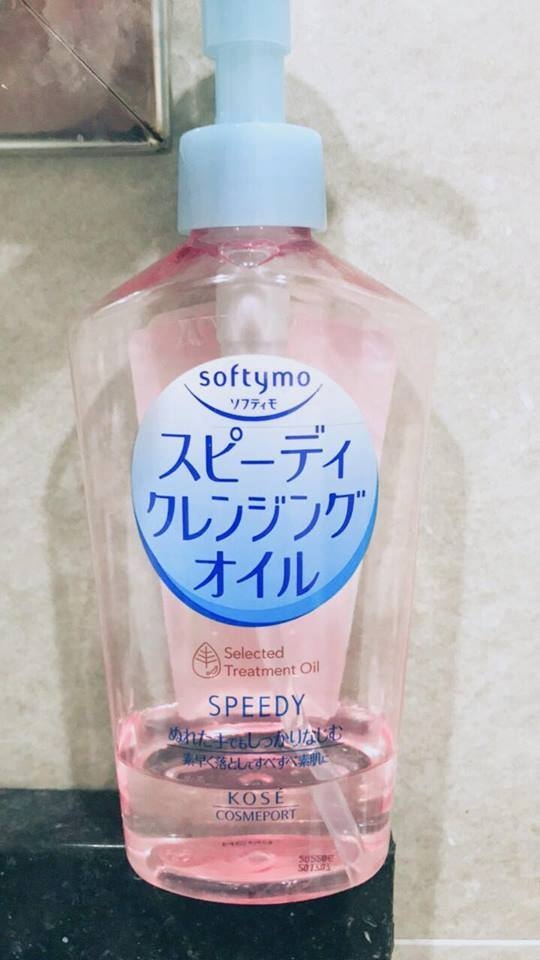 softymo
ソフティモ
スピーディ
クレンジング
オイル
Selected
Treatment Oil
SPEEDY
ぬれた手でもしっかりなじむ
素早く落としてすべすべ素肌に
KOSÉ
COSMEPORT